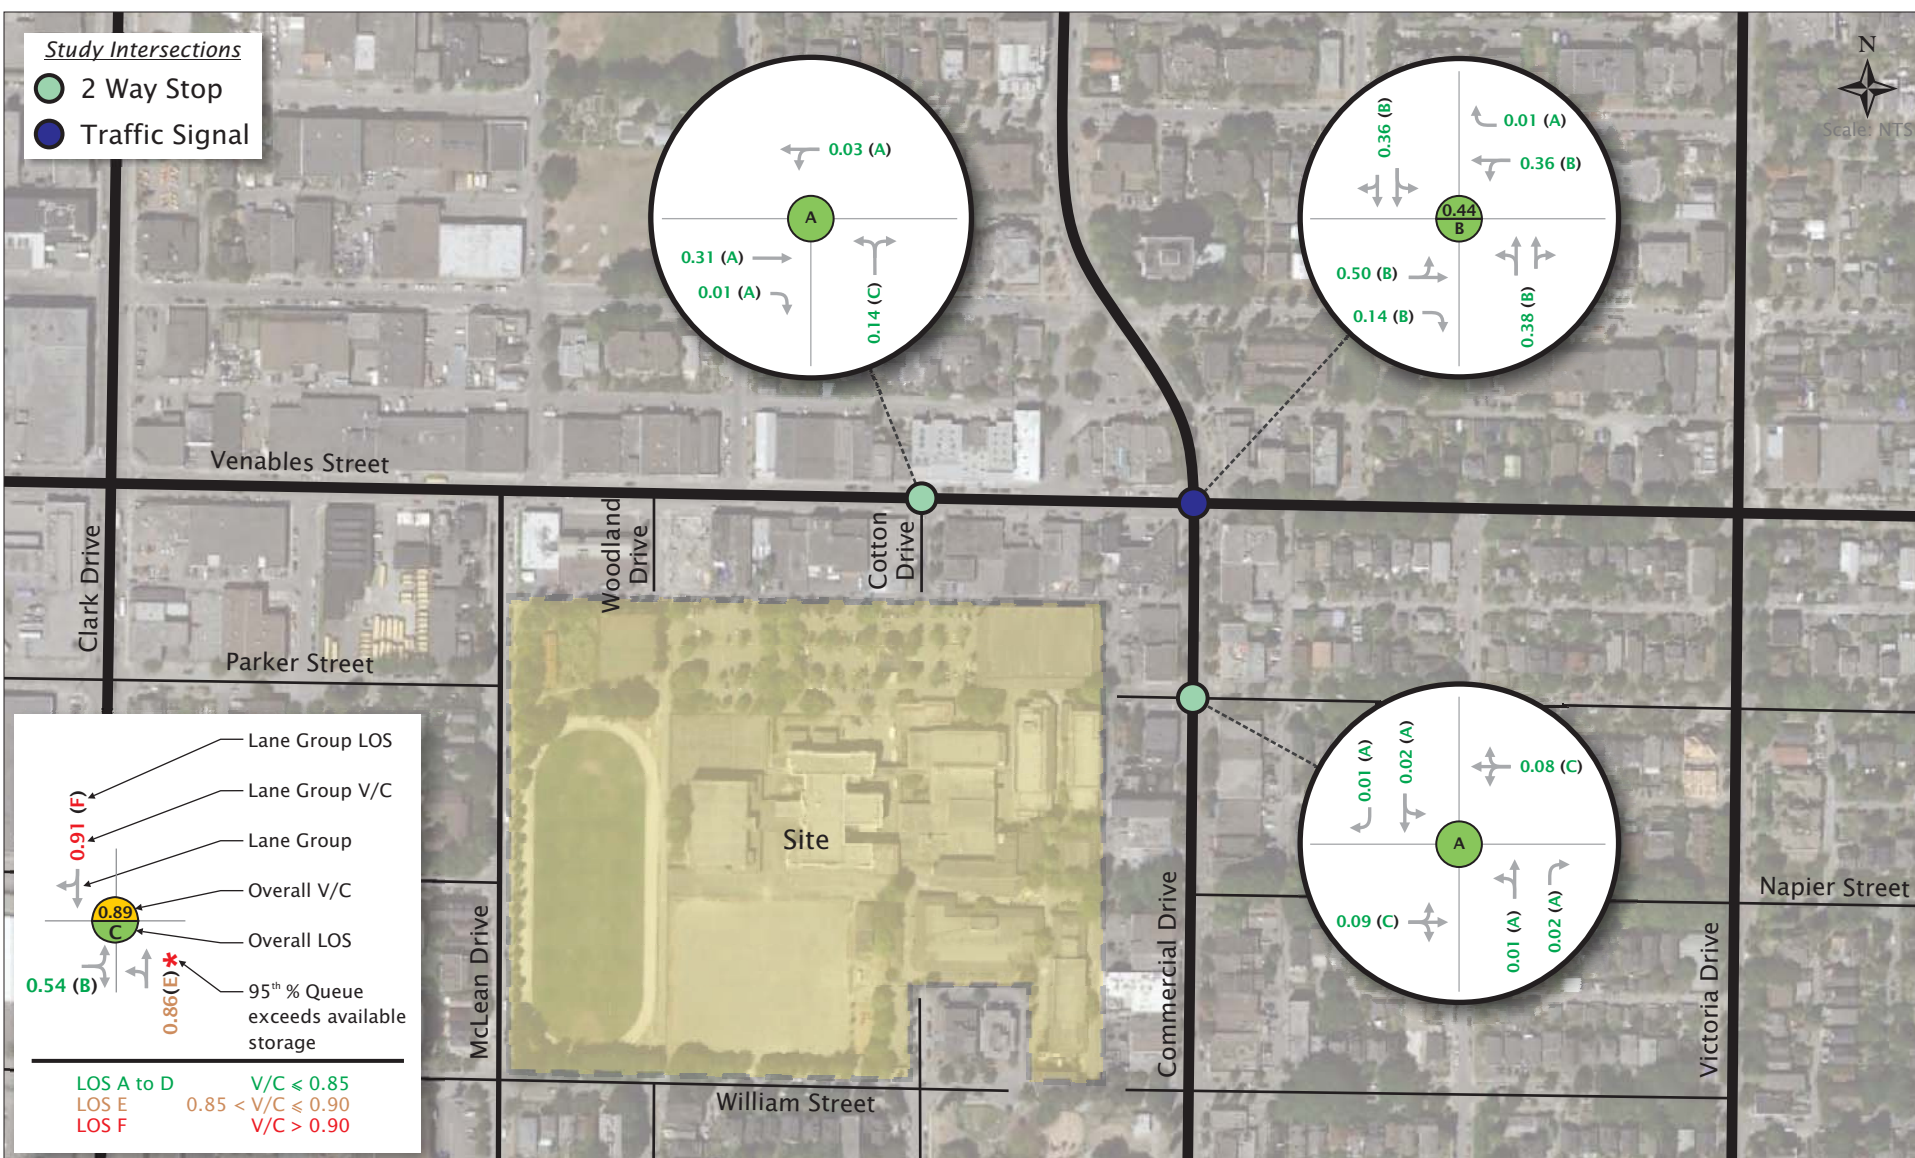 Study Intersections
2 Way Stop
Traffic Signal
N
Scale: NTS
0.03 (A)
A
0.31 (A)
0.01 (A)
0.14 (C)
0.36 (B)
0.01 (A)
0.36 (B)
0.44
B
0.50 (B)
0.14 (B)
0.38 (B)
Venables Street
Clark Drive
Woodland
Drive
Cotton
Drive
Parker Street
Site
McLean Drive
William Street
Commercial Drive
Victoria Drive
Napier Street
0.01 (A)
0.02 (A)
0.08 (C)
A
0.09 (C)
0.01 (A)
0.02 (A)
Lane Group LOS
Lane Group V/C
Lane Group
Overall V/C
Overall LOS
95th % Queue
exceeds available
storage
0.91 (F)
0.89
C
0.54 (B)
0.86(E)*
LOS A to D V/C ⩽ 0.85
LOS E 0.85 < V/C ⩽ 0.90
LOS F V/C > 0.90